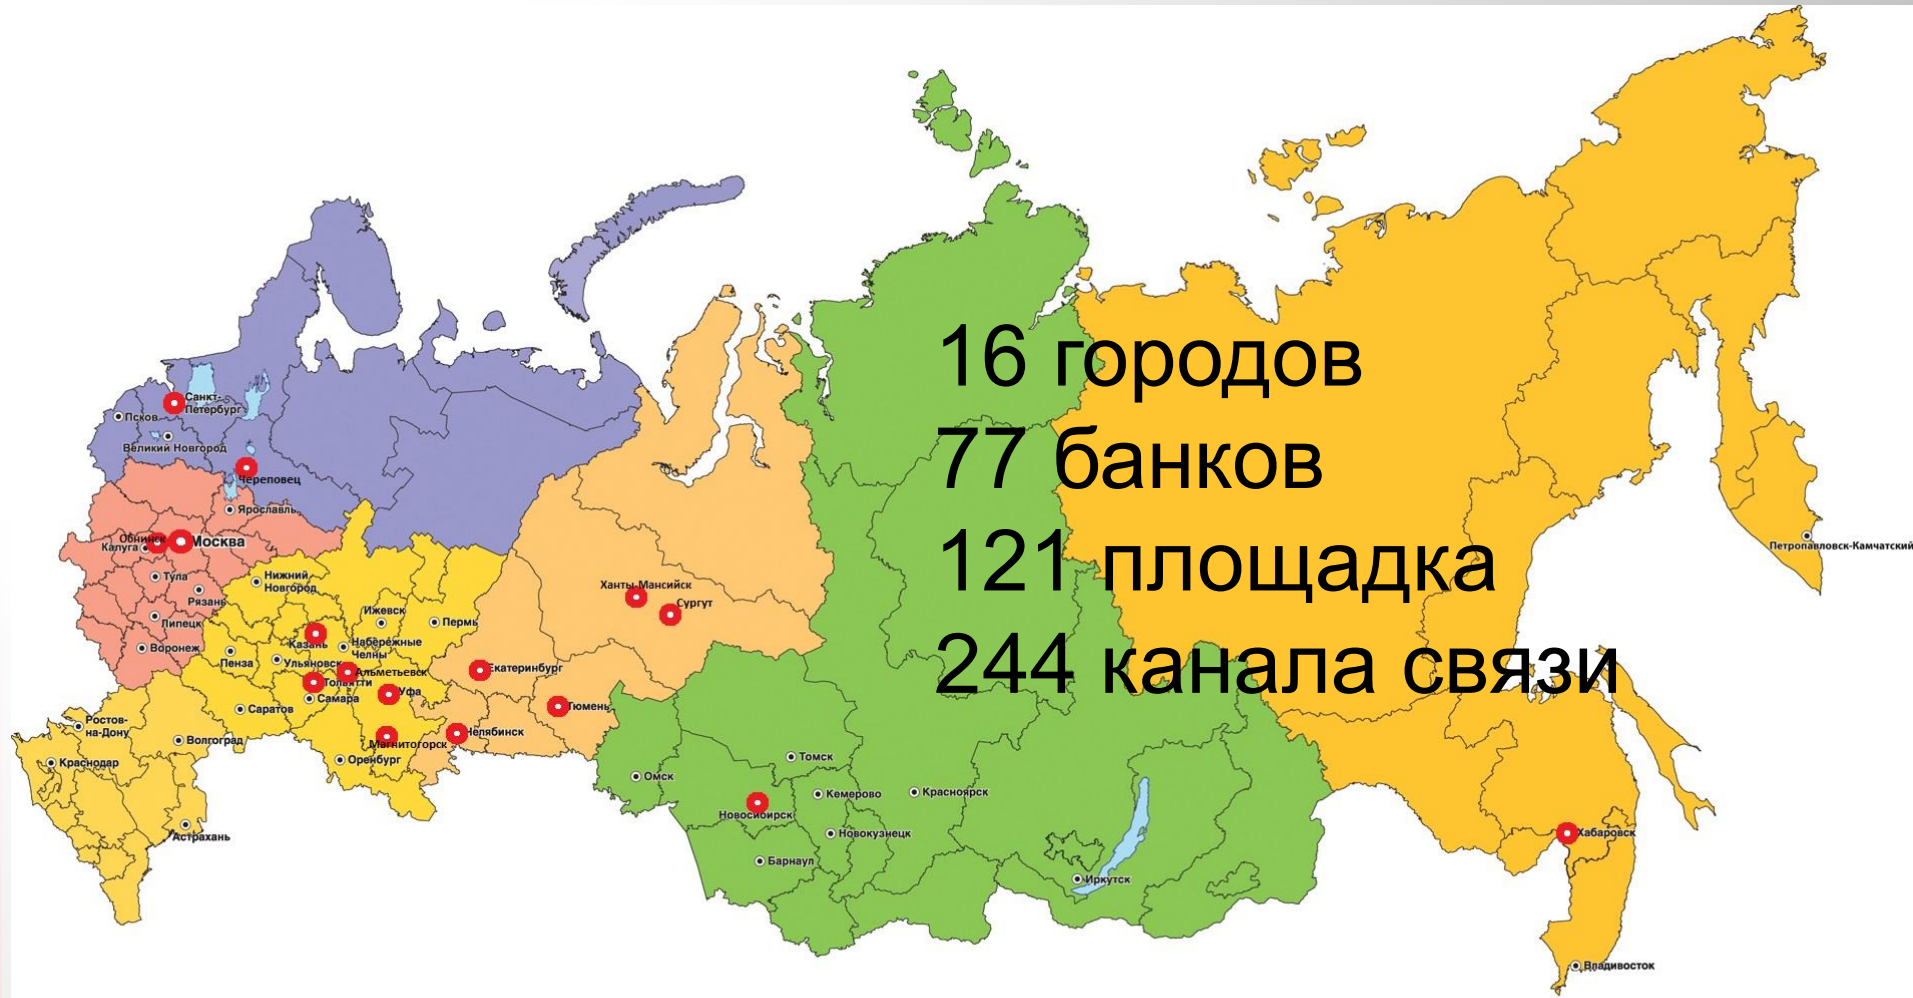 16 городов
77 банков
121 площадка
244 канала связи
Санкт-
Петербург
Псков
Великий Новгород
Череповец
Ярославль
Обнинск
Калуга
Москва
Тула
Рязань
Липецк
Воронеж
Нижний
Новгород
Ижевск
Пермь
Казань
Набережные
Челны
Пенза
Ульяновск
Альметьевск
Тольятти
Самара
Уфа
Саратов
Магнитогорск
Оренбург
Ростов-
на-Дону
Волгоград
Краснодар
Астрахань
Ханты-Мансийск
Сургут
Екатеринбург
Тюмень
Челябинск
Омск
Томск
Новосибирск
Кемерово
Красноярск
Новокузнецк
Барнаул
Иркутск
Петропавловск-Камчатский
Хабаровск
Владивосток